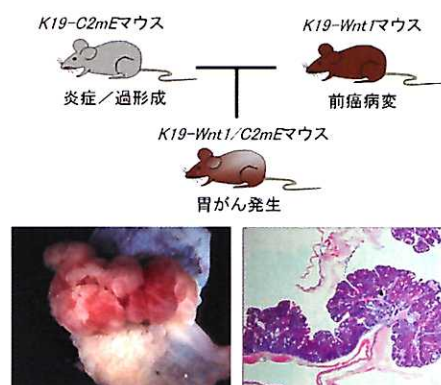 K19-C2mEマウス
K19-Wnt1マウス
炎症／過形成
前癌病変
K19-Wnt1/C2mEマウス
胃がん発生